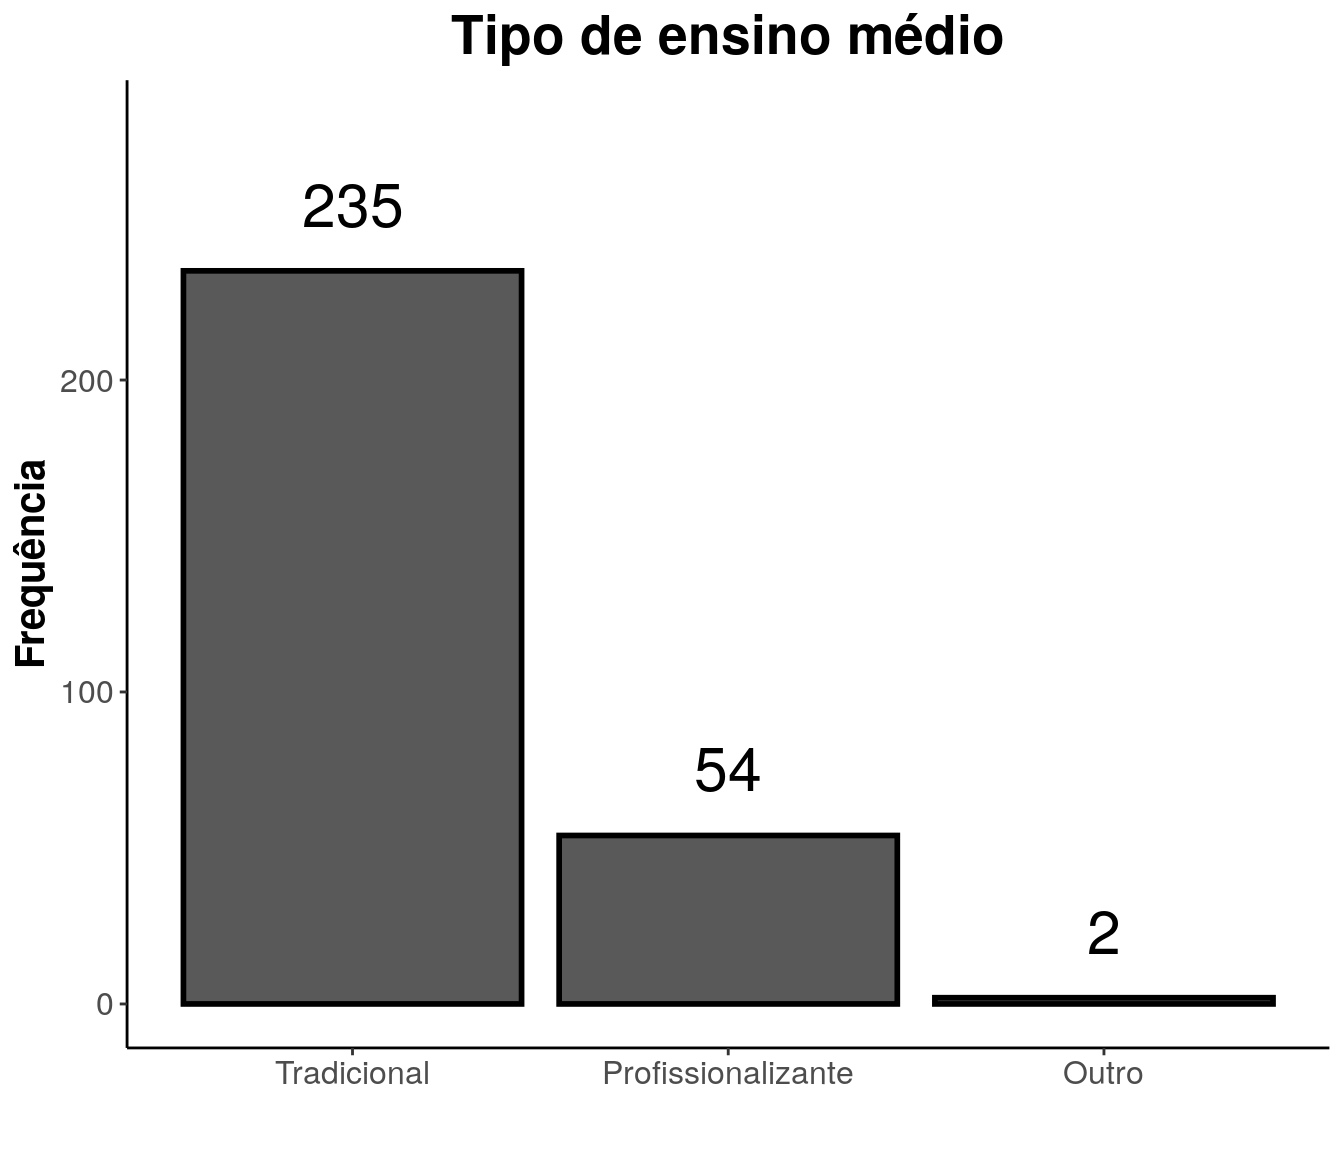 Tipo de ensino médio
Frequência
200
100
0
235
54
2
Tradicional
Profissionalizante
Outro